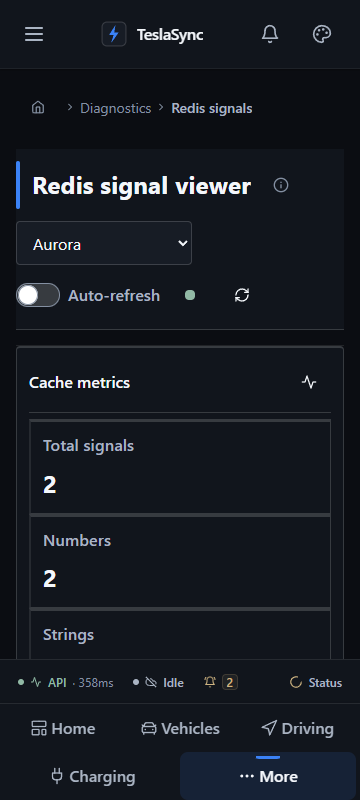 TeslaSync
Diagnostics Redis signals
Redis signal viewer
Aurora
Auto-refresh
Cache metrics
Total signals
2
Numbers
2
Strings
API · 358ms Idle 2 Status
Home Vehicles Driving
Charging More